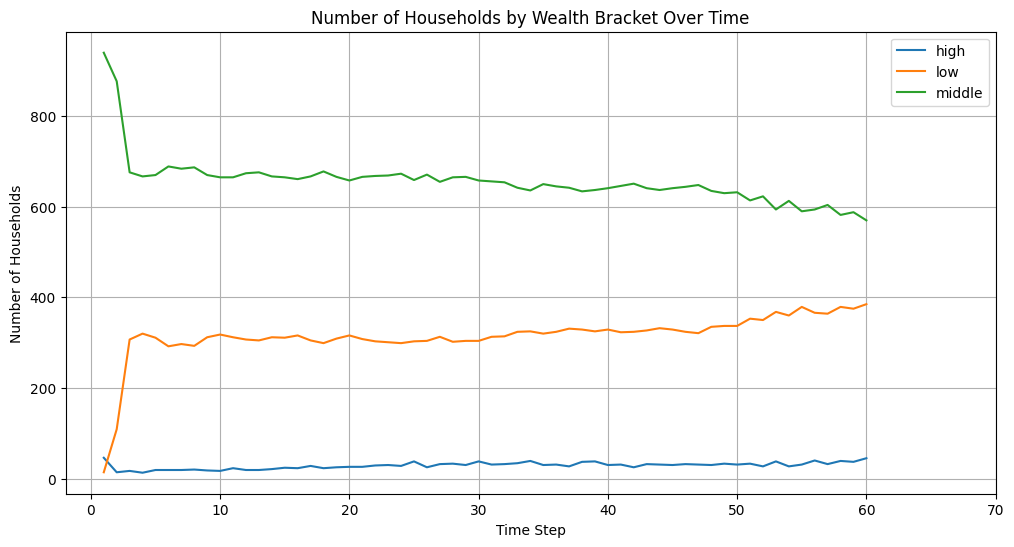 Number of Households by Wealth Bracket Over Time
high
low
middle
800
600
400
200
0
Number of Households
0 10 20 30 40 50 60 70
Time Step